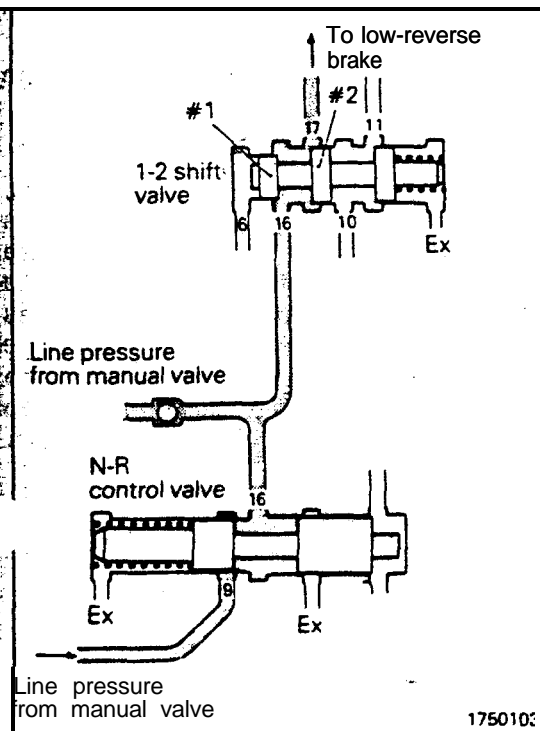 To low-reverse
brake
#1
#2
17
11
1-2 shift
valve
6
16
10
Ex
Line pressure
from manual valve
N-R
control valve
16
9
Ex
Ex
Line pressure
from manual valve
1750103